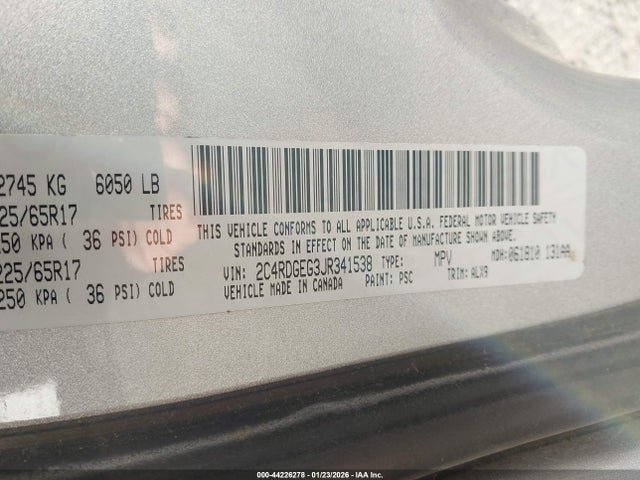 2745 KG 6050 LB
25/65R17 TIRES
250 KPA ( 36 PSI) COLD
225/65R17 TIRES
250 KPA ( 36 PSI) COLD
THIS VEHICLE CONFORMS TO ALL APPLICABLE U.S.A. FEDERAL MOTOR VEHICLE SAFETY
STANDARDS IN EFFECT ON THE DATE OF MANUFACTURE SHOWN ABOVE.
VIN: 2C4RDGEG3JR341538 TYPE: MPV MDH: 061810 131AA
VEHICLE MADE IN CANADA PAINT: PSC TRIM: ALX9
000-44226278 | 01/23/2026 | IAA Inc.